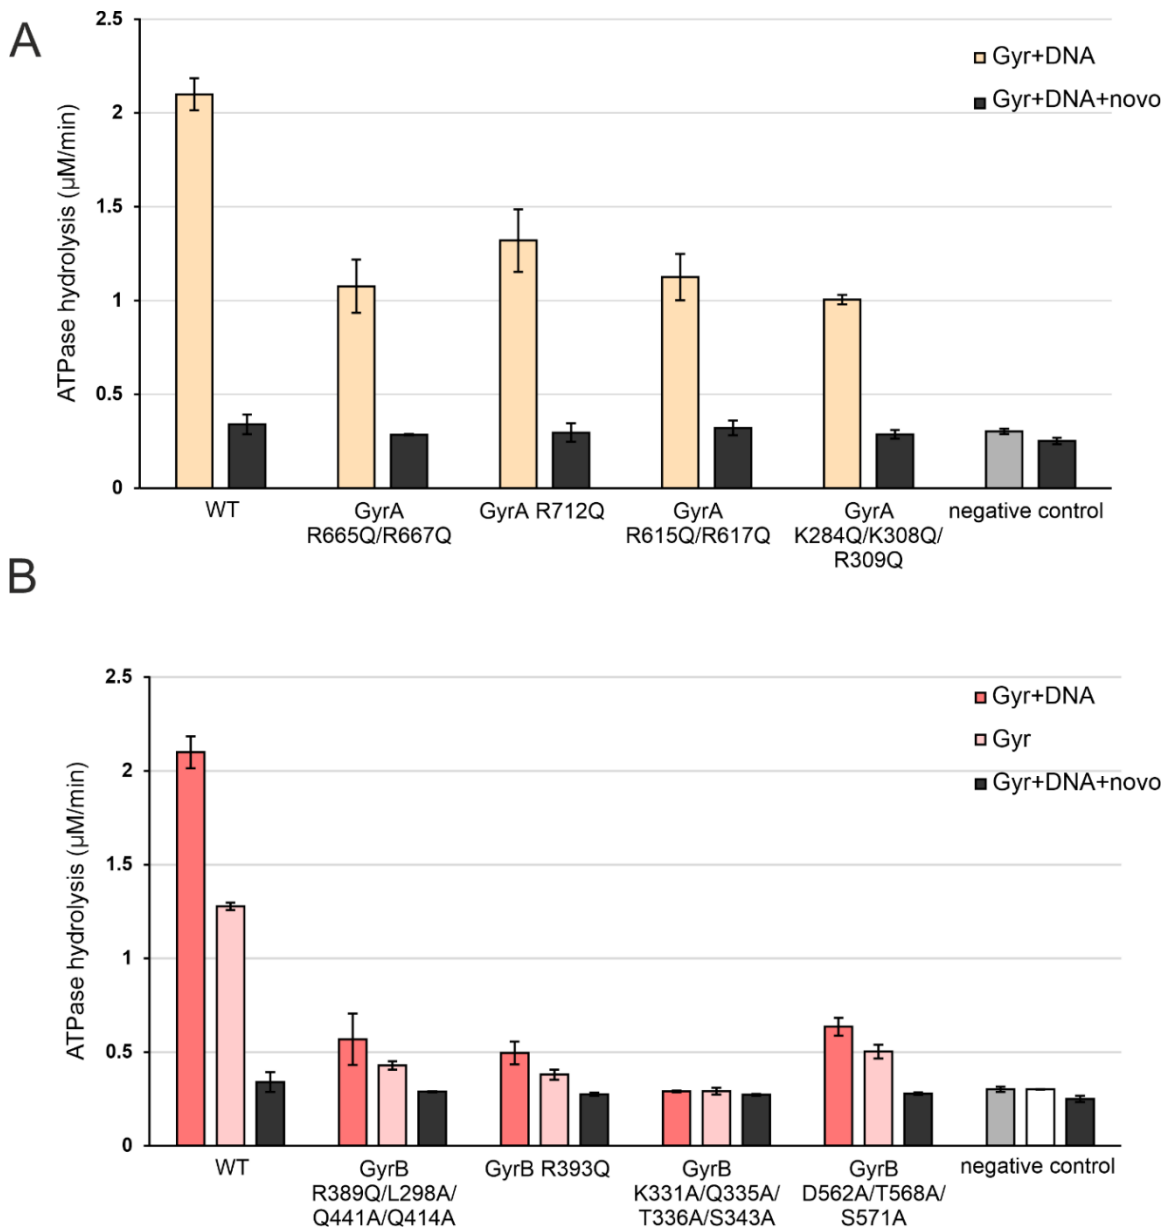 A
ATPase hydrolysis (µM/min)
2.5
2
1.5
1
0.5
0
Gyr+DNA
Gyr+DNA+novo
WT
GyrA
R665Q/R667Q
GyrA R712Q
GyrA
R615Q/R617Q
GyrA
K284Q/K308Q/
R309Q
negative control
B
ATPase hydrolysis (µM/min)
2.5
2
1.5
1
0.5
0
Gyr+DNA
Gyr
Gyr+DNA+novo
WT
GyrB
R389Q/L298A/
Q441A/Q414A
GyrB R393Q
GyrB
K331A/Q335A/
T336A/S343A
GyrB
D562A/T568A/
S571A
negative control